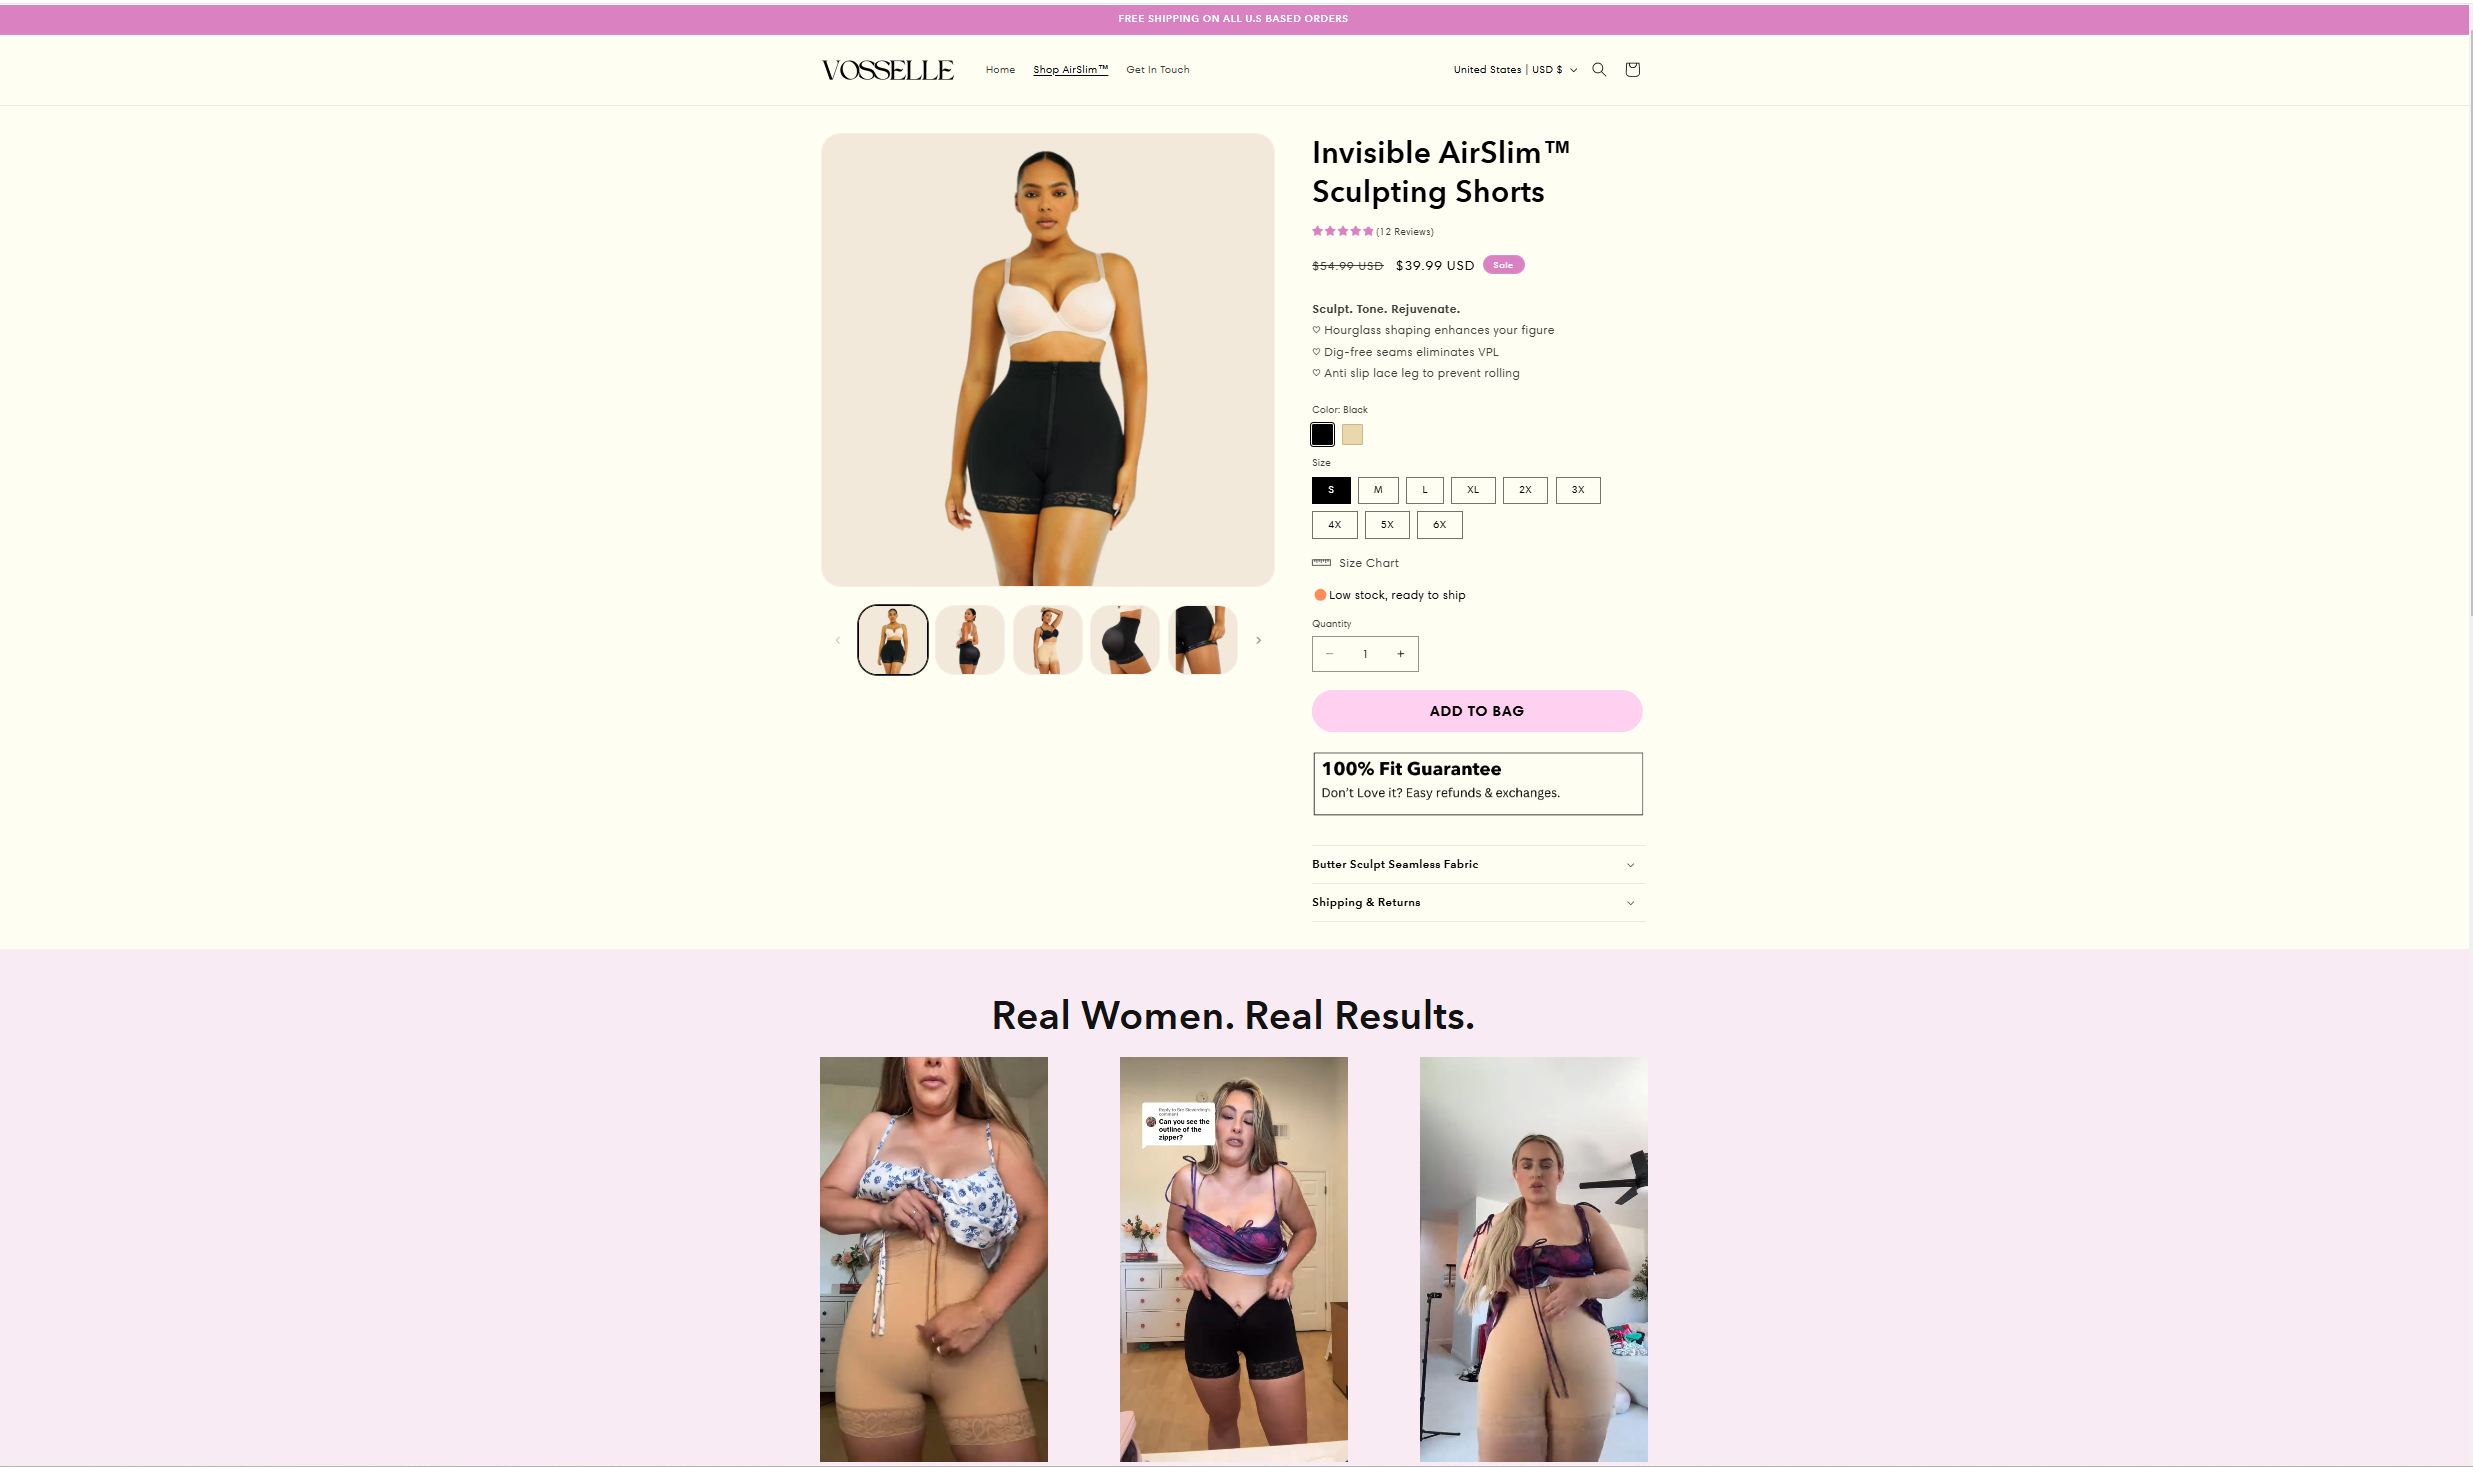 FREE SHIPPING ON ALL U.S BASED ORDERS
VOSSELLE
Home
Shop AirSlim™
Get In Touch
United States | USD $
Invisible AirSlim™
Sculpting Shorts
(12 Reviews)
$54.99 USD $39.99 USD Sale
Sculpt. Tone. Rejuvenate.
♡ Hourglass shaping enhances your figure
♡ Dig-free seams eliminates VPL
♡ Anti slip lace leg to prevent rolling
Color: Black
Size
S M L XL 2X 3X
4X 5X 6X
Size Chart
Low stock, ready to ship
Quantity
− 1 +
ADD TO BAG
100% Fit Guarantee
Don't Love it? Easy refunds & exchanges.
Butter Sculpt Seamless Fabric
Shipping & Returns
Real Women. Real Results.
Can you see the
outline of the
zipper?